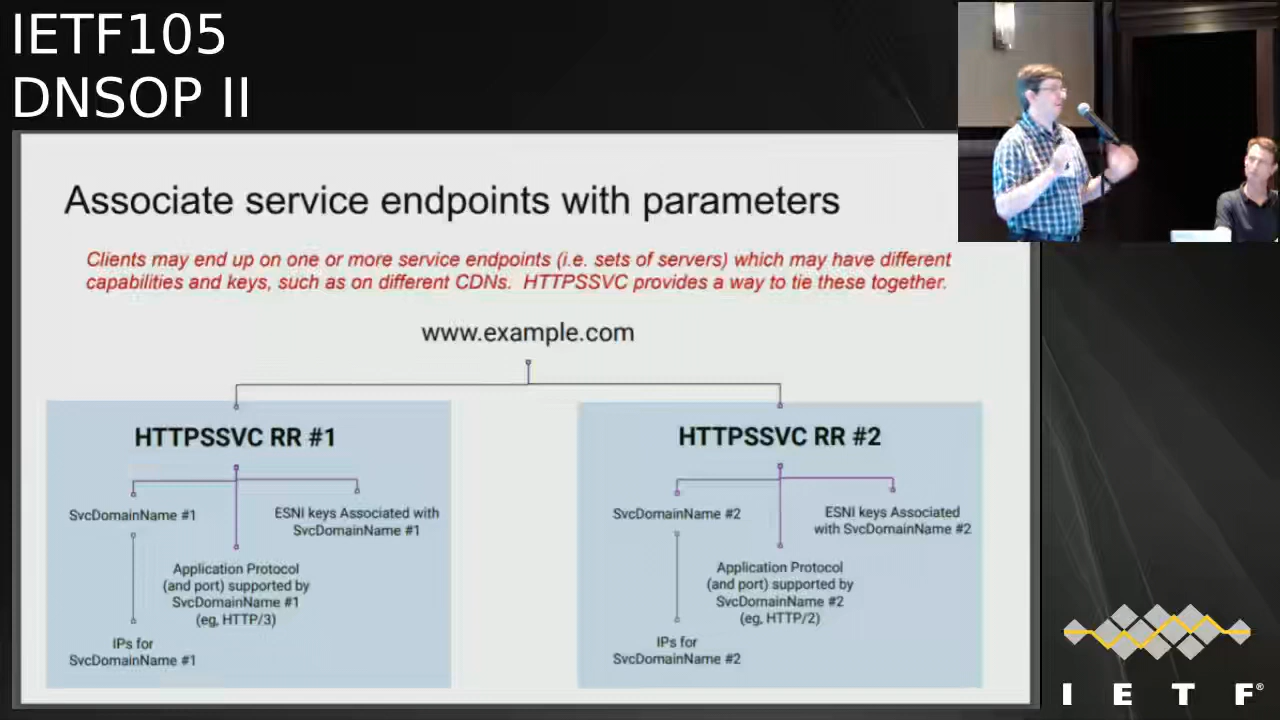 IETF105
DNSOP II
Associate service endpoints with parameters
Clients may end up on one or more service endpoints (i.e. sets of servers) which may have different
capabilities and keys, such as on different CDNs. HTTPSSVC provides a way to tie these together.
www.example.com
HTTPSSVC RR #1
SvcDomainName #1
ESNI keys Associated with
SvcDomainName #1
Application Protocol
(and port) supported by
SvcDomainName #1
(eg, HTTP/3)
IPs for
SvcDomainName #1
HTTPSSVC RR #2
SvcDomainName #2
ESNI keys Associated
with SvcDomainName #2
Application Protocol
(and port) supported by
SvcDomainName #2
(eg, HTTP/2)
IPs for
SvcDomainName #2
I E T F®